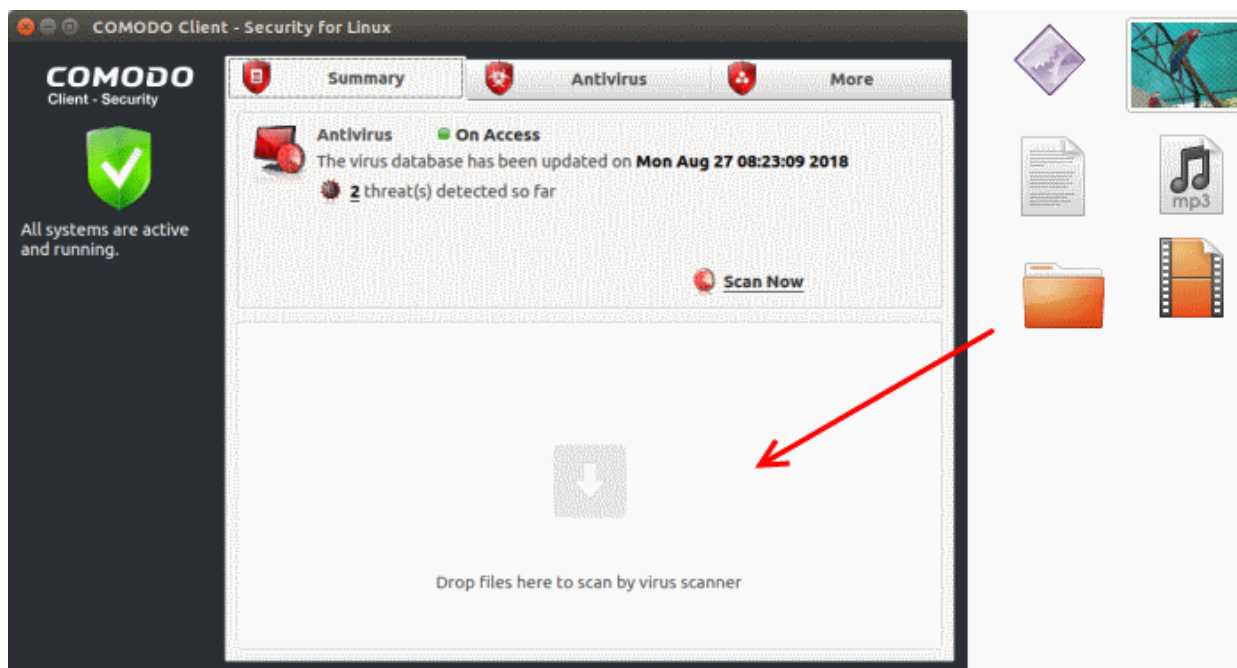 COMODO Client - Security for Linux
COMODO
Client - Security
All systems are active
and running.
Summary
Antivirus
More
Antivirus On Access
The virus database has been updated on Mon Aug 27 08:23:09 2018
2 threat(s) detected so far
Scan Now
Drop files here to scan by virus scanner
mp3